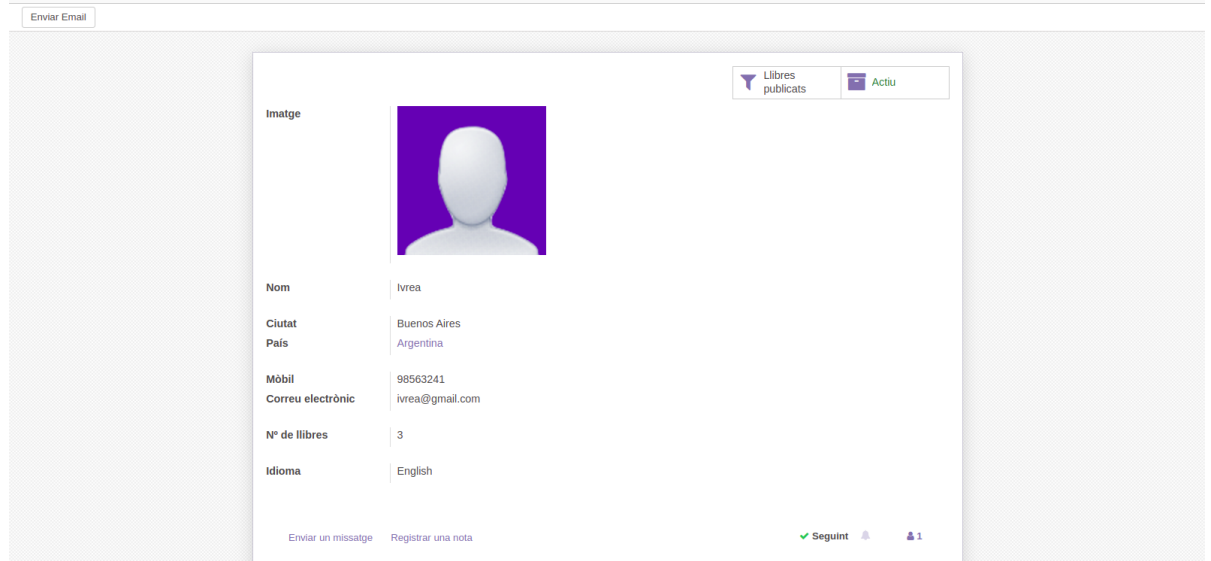 Enviar Email
Llibres
publicats
Actiu
Imatge
Nom Ivrea
Ciutat Buenos Aires
País Argentina
Mòbil 98563241
Correu electrònic ivrea@gmail.com
Nº de llibres 3
Idioma English
Enviar un missatge Registrar una nota Seguint 1